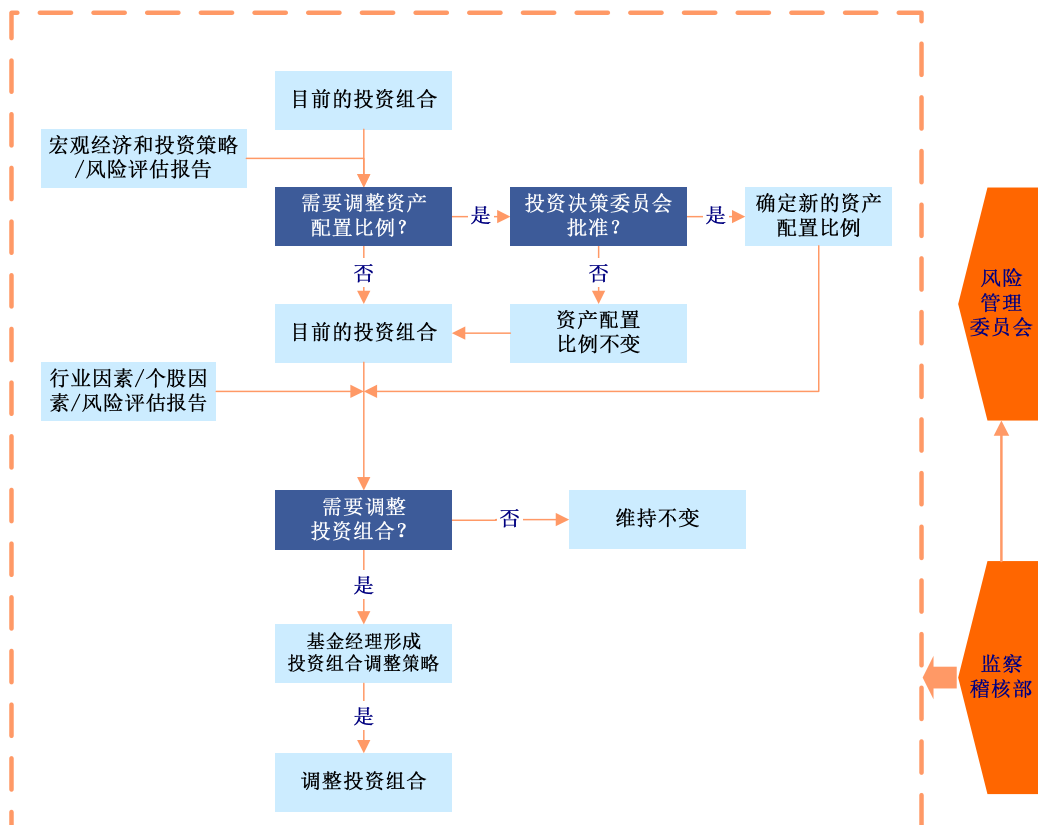 目前的投资组合
宏观经济和投资策略
/风险评估报告
需要调整资产
配置比例？
是
投资决策委员会
批准？
是
确定新的资产
配置比例
否
否
目前的投资组合
资产配置
比例不变
行业因素/个股因
素/风险评估报告
需要调整
投资组合？
否
维持不变
是
基金经理形成
投资组合调整策略
是
调整投资组合
风险
管理
委员会
监察
稽核部